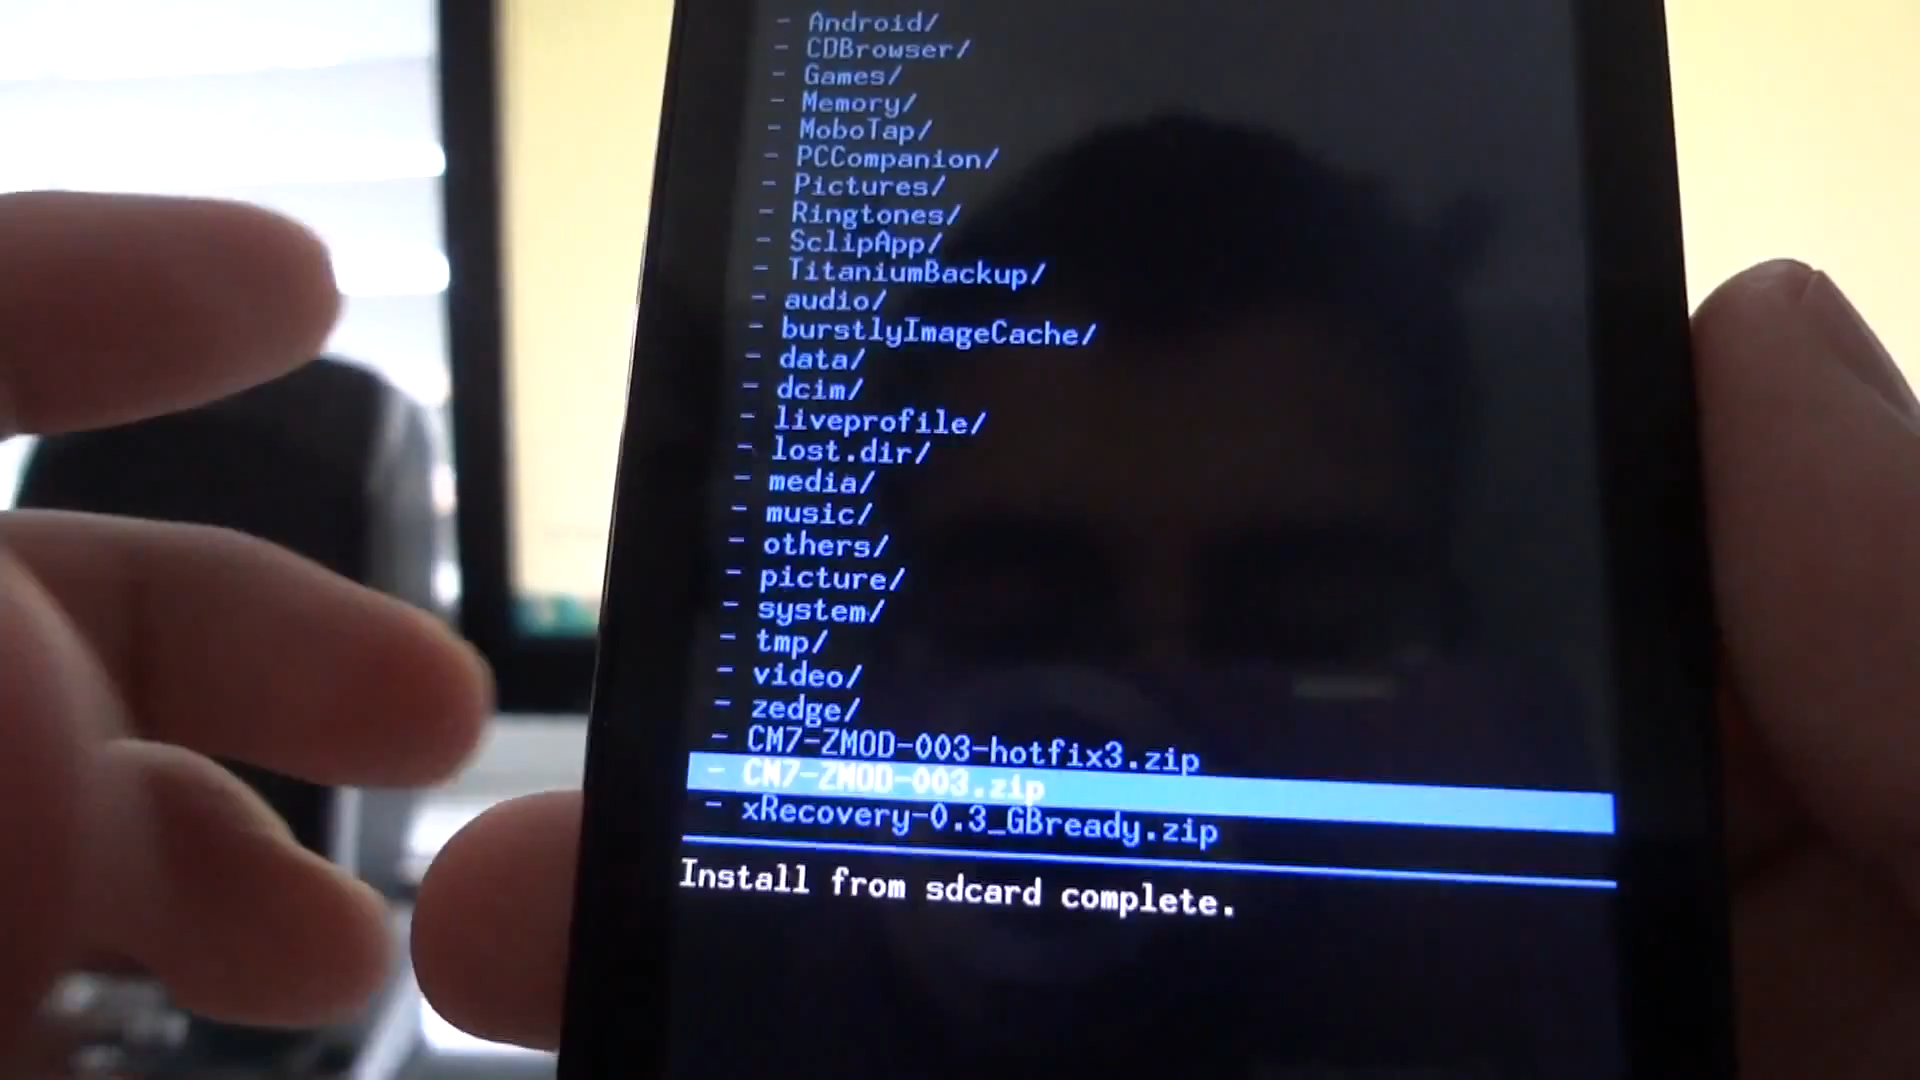 - Android/
- CDBrowser/
- Games/
- Memory/
- MoboTap/
- PCCompanion/
- Pictures/
- Ringtones/
- SclipApp/
- TitaniumBackup/
- audio/
- burstlyImageCache/
- data/
- dcim/
- liveprofile/
- lost.dir/
- media/
- music/
- others/
- picture/
- system/
- tmp/
- video/
- zedge/
- CM7-ZMOD-003-hotfix3.zip
- CM7-ZMOD-003.zip
- xRecovery-0.3_GBready.zip
Install from sdcard complete.